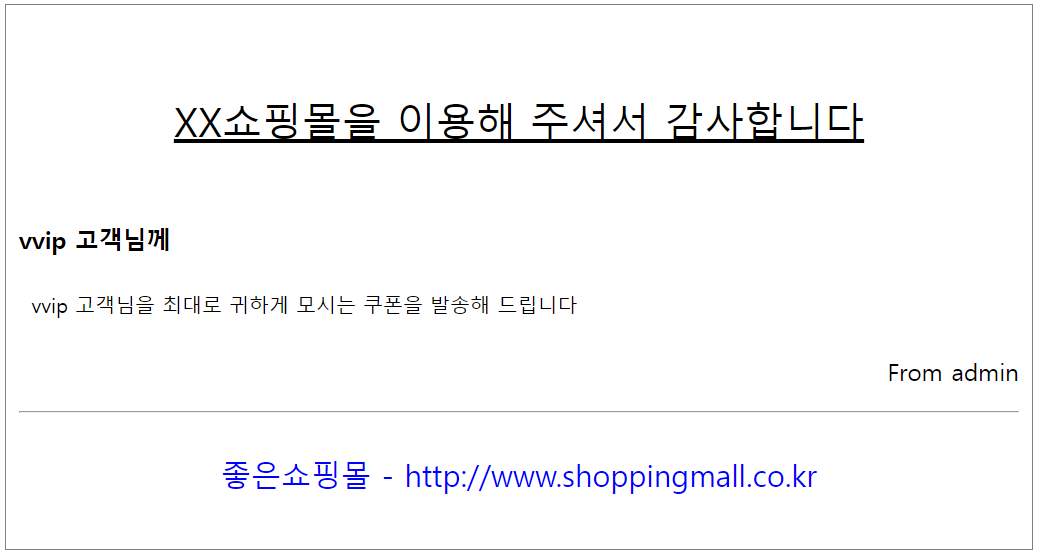 XX쇼핑몰을 이용해 주셔서 감사합니다
vvip 고객님께
vvip 고객님을 최대로 귀하게 모시는 쿠폰을 발송해 드립니다
From admin
좋은쇼핑몰 - http://www.shoppingmall.co.kr